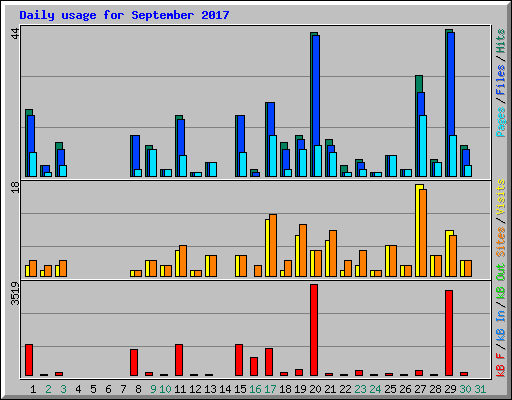 Daily usage for September 2017
44
Pages / Files / Hits
18
Sites / Visits
3519
kB F / kB In / kB Out
1 2 3 4 5 6 7 8 9 10 11 12 13 14 15 16 17 18 19 20 21 22 23 24 25 26 27 28 29 30 31